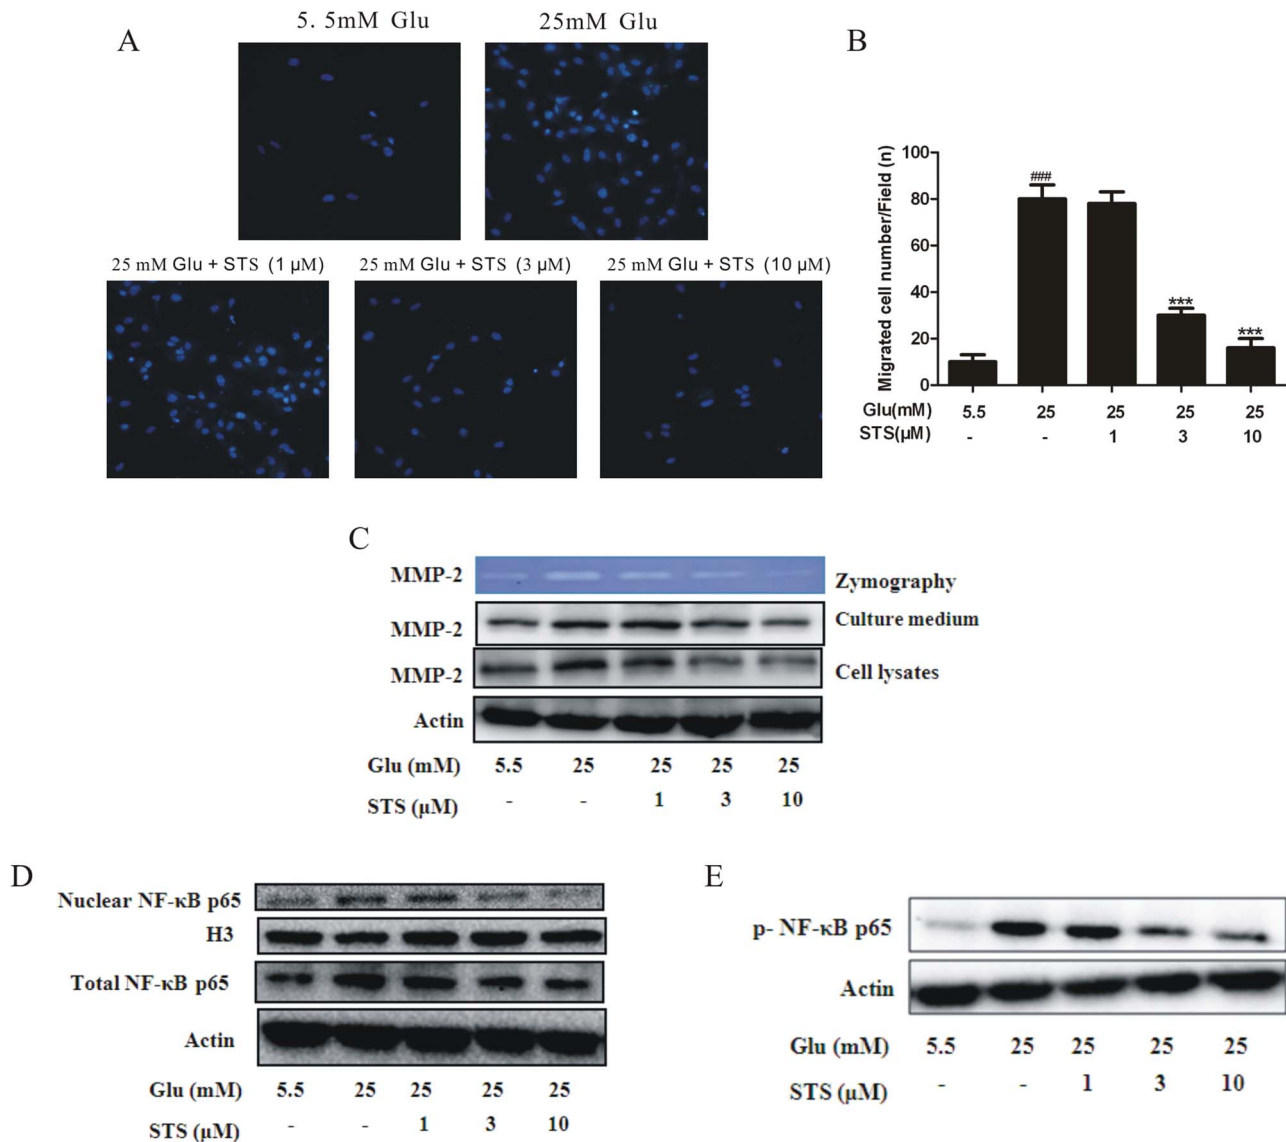 A
5. 5mM Glu
25mM Glu
25 mM Glu + STS (1 μM)
25 mM Glu + STS (3 μM)
25 mM Glu + STS (10 μM)
B
Migrated cell number/Field (n)
100
80
60
40
20
0
###
***
***
Glu(mM) 5.5 25 25 25 25
STS(μM) - - 1 3 10
C
MMP-2 Zymography
MMP-2 Culture medium
MMP-2 Cell lysates
Actin
Glu (mM) 5.5 25 25 25 25
STS (μM) - - 1 3 10
D
Nuclear NF-κB p65
H3
Total NF-κB p65
Actin
Glu (mM) 5.5 25 25 25 25
STS (μM) - - 1 3 10
E
p- NF-κB p65
Actin
Glu (mM) 5.5 25 25 25 25
STS (μM) - - 1 3 10